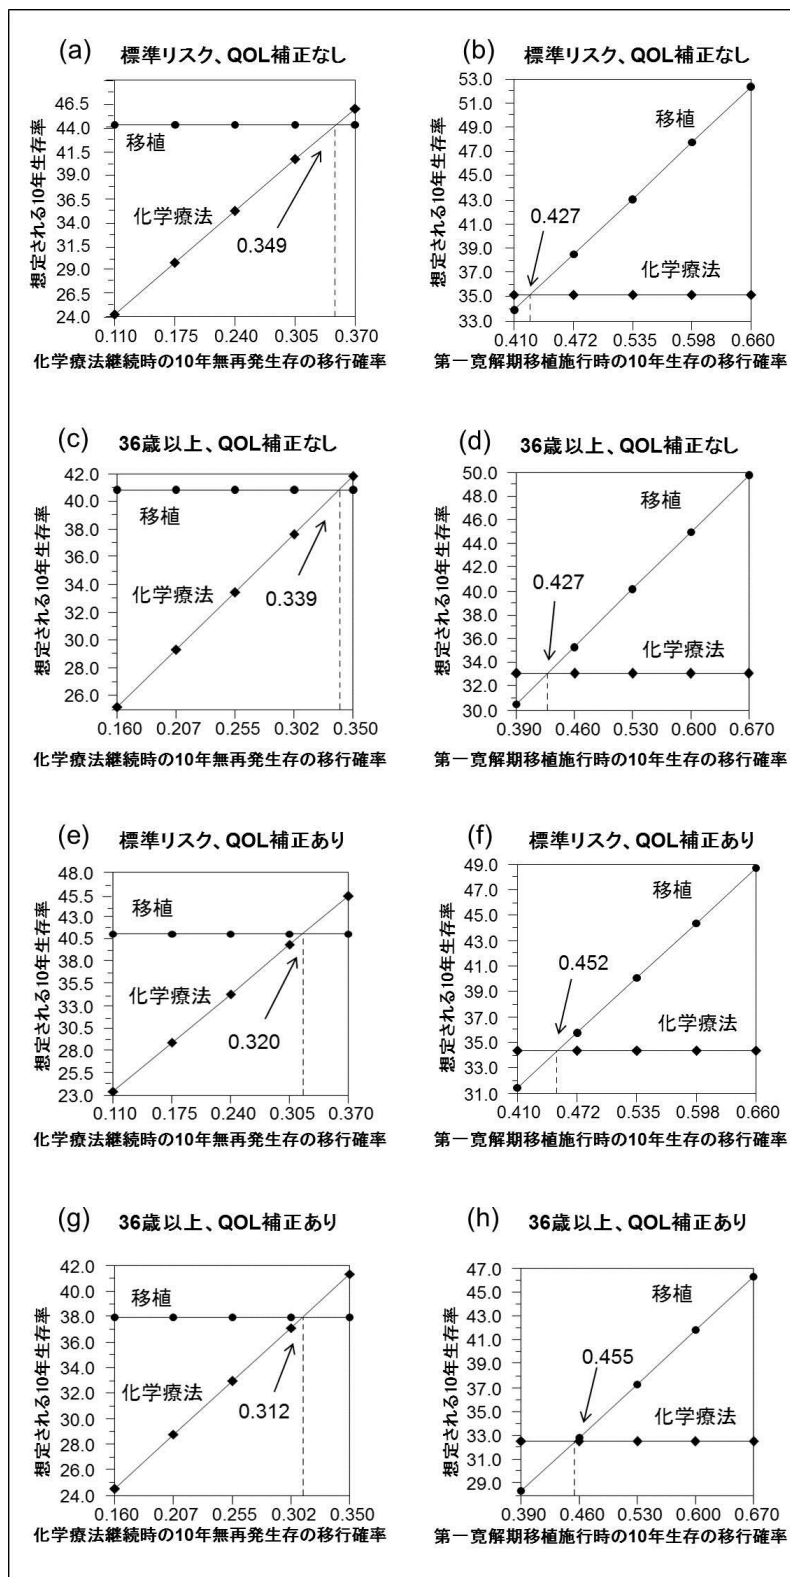 (a) 標準リスク、QOL補正なし
想定される10年生存率
46.5
44.0
41.5
39.0
36.5
34.0
31.5
29.0
26.5
24.0
移植
化学療法
0.349
0.110 0.175 0.240 0.305 0.370
化学療法継続時の10年無再発生存の移行確率
(b) 標準リスク、QOL補正なし
想定される10年生存率
53.0
51.0
49.0
47.0
45.0
43.0
41.0
39.0
37.0
35.0
33.0
移植
0.427
化学療法
0.410 0.472 0.535 0.598 0.660
第一寛解期移植施行時の10年生存の移行確率
(c) 36歳以上、QOL補正なし
想定される10年生存率
42.0
40.0
38.0
36.0
34.0
32.0
30.0
28.0
26.0
移植
化学療法
0.339
0.160 0.207 0.255 0.302 0.350
化学療法継続時の10年無再発生存の移行確率
(d) 36歳以上、QOL補正なし
想定される10年生存率
50.0
48.0
46.0
44.0
42.0
40.0
38.0
36.0
34.0
32.0
30.0
移植
0.427
化学療法
0.390 0.460 0.530 0.600 0.670
第一寛解期移植施行時の10年生存の移行確率
(e) 標準リスク、QOL補正あり
想定される10年生存率
48.0
45.5
43.0
40.5
38.0
35.5
33.0
30.5
28.0
25.5
23.0
移植
化学療法
0.320
0.110 0.175 0.240 0.305 0.370
化学療法継続時の10年無再発生存の移行確率
(f) 標準リスク、QOL補正あり
想定される10年生存率
49.0
47.0
45.0
43.0
41.0
39.0
37.0
35.0
33.0
31.0
移植
0.452
化学療法
0.410 0.472 0.535 0.598 0.660
第一寛解期移植施行時の10年生存の移行確率
(g) 36歳以上、QOL補正あり
想定される10年生存率
42.0
40.0
38.0
36.0
34.0
32.0
30.0
28.0
26.0
24.0
移植
化学療法
0.312
0.160 0.207 0.255 0.302 0.350
化学療法継続時の10年無再発生存の移行確率
(h) 36歳以上、QOL補正あり
想定される10年生存率
47.0
45.0
43.0
41.0
39.0
37.0
35.0
33.0
31.0
29.0
移植
0.455
化学療法
0.390 0.460 0.530 0.600 0.670
第一寛解期移植施行時の10年生存の移行確率